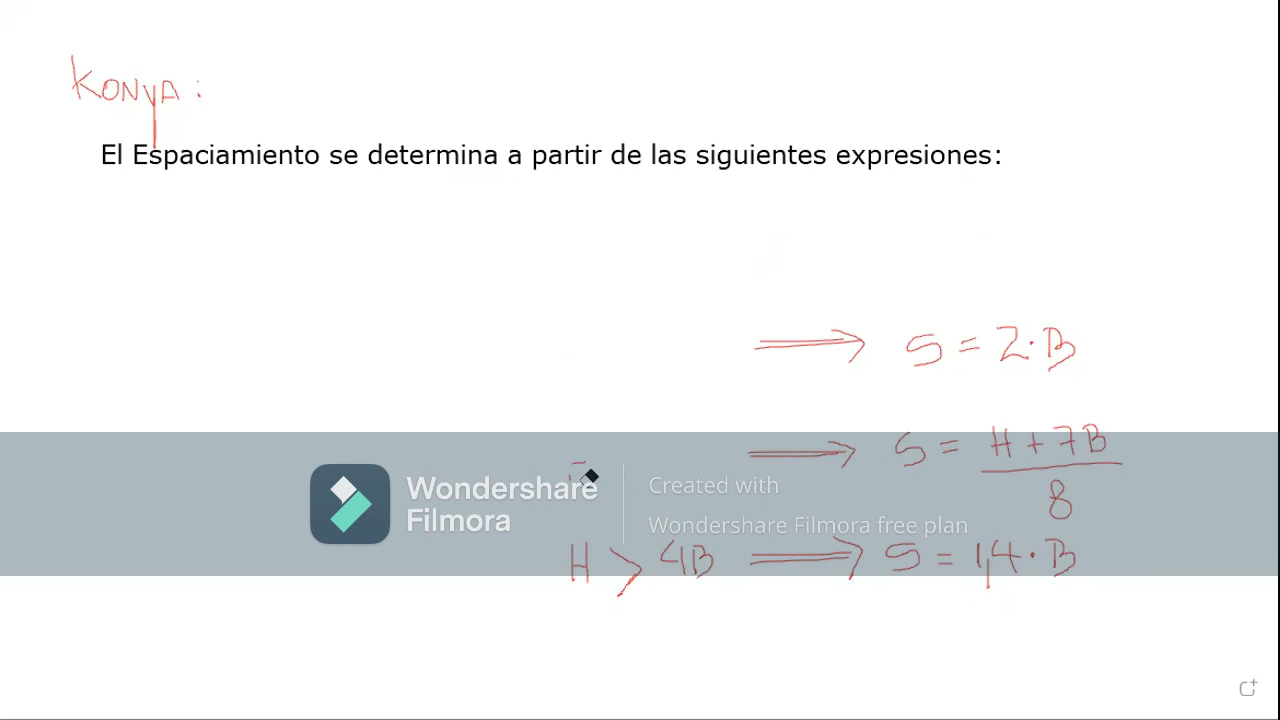 KONYA :
El Espaciamiento se determina a partir de las siguientes expresiones:
⟹ S = 2·B
⟹ S = H + 7B / 8
H > 4B ⟹ S = 1,4·B
Wondershare Filmora
Created with
Wondershare Filmora free plan